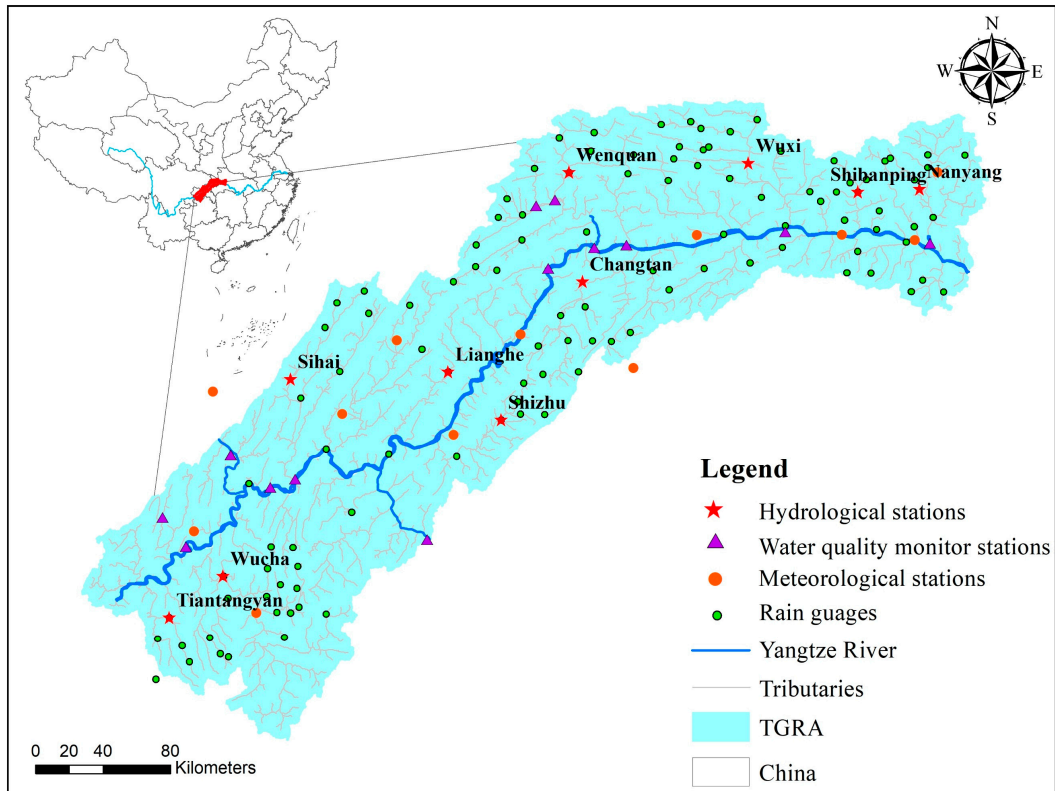 N
W E
S
Wenquan
Wuxi
Shibanping
Nanyang
Changtan
Sihai
Lianghe
Shizhu
Wucha
Tiantangyan
Legend
Hydrological stations
Water quality monitor stations
Meteorological stations
Rain guages
Yangtze River
Tributaries
TGRA
China
0 20 40 80
Kilometers